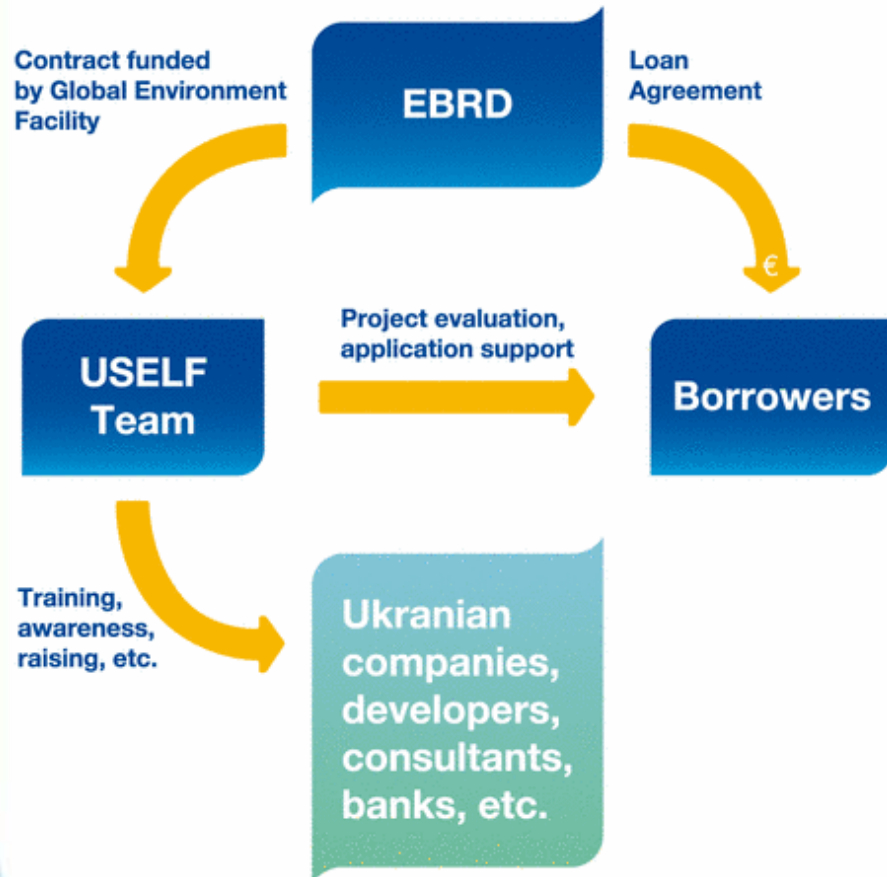 Contract funded
by Global Environment
Facility
EBRD
Loan
Agreement
€
USELF
Team
Project evaluation,
application support
Borrowers
Training,
awareness,
raising, etc.
Ukranian
companies,
developers,
consultants,
banks, etc.